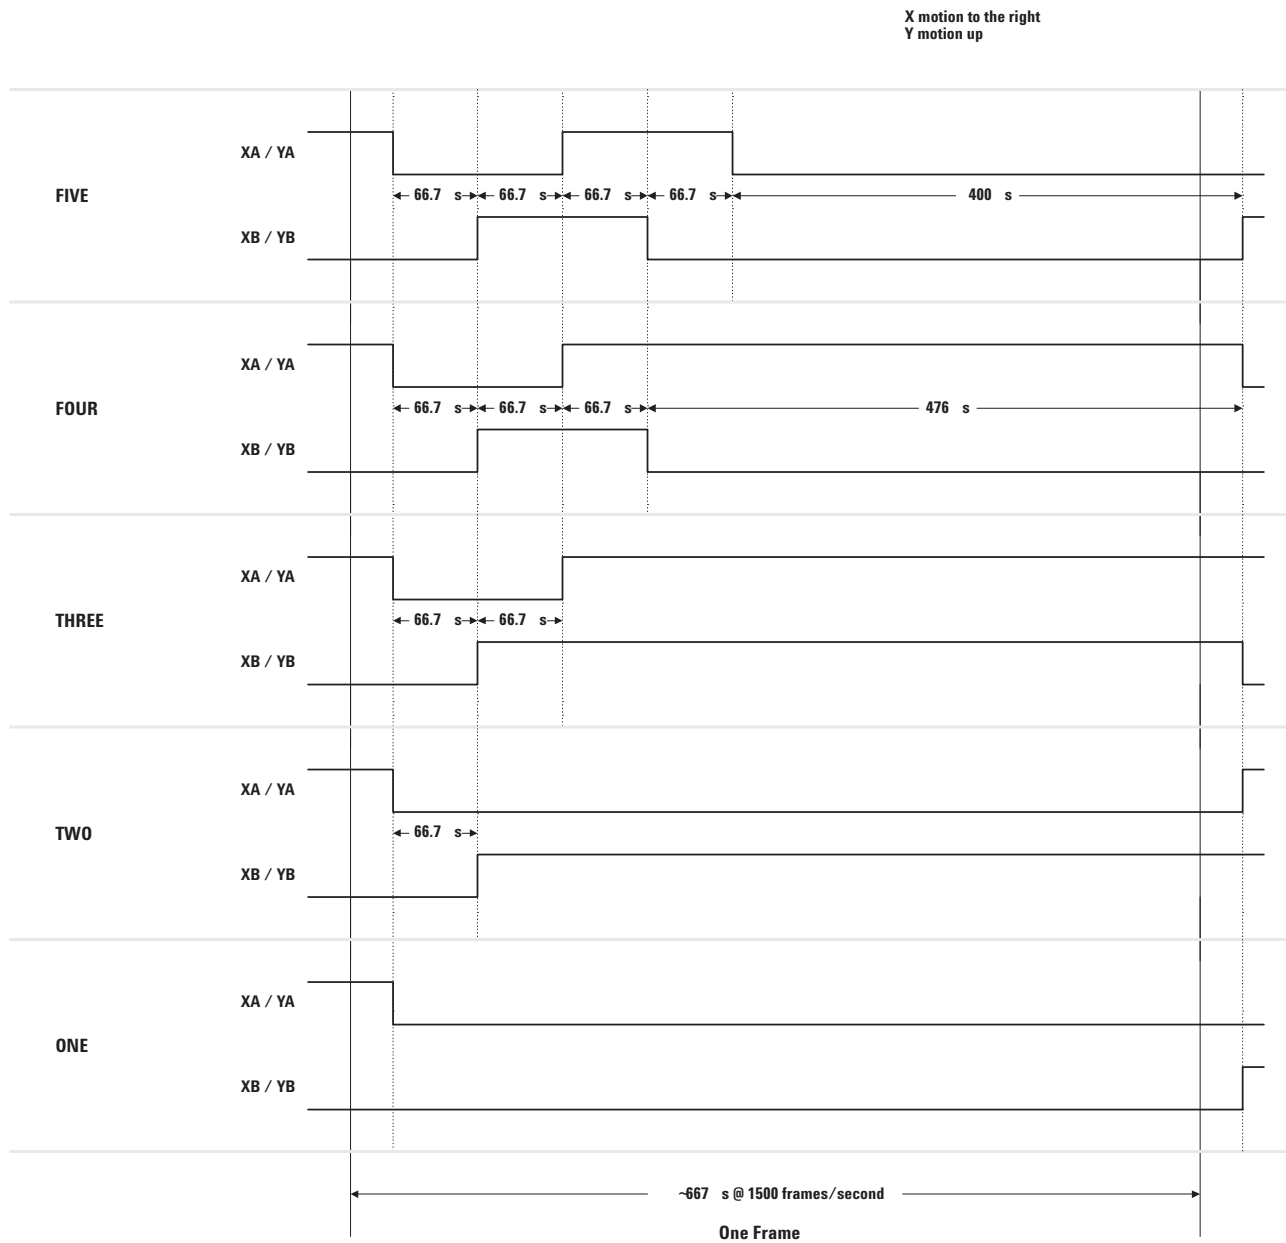 X motion to the right
Y motion up
XA / YA
FIVE
66.7 s 66.7 s 66.7 s 66.7 s 400 s
XB / YB
XA / YA
FOUR
66.7 s 66.7 s 66.7 s 476 s
XB / YB
XA / YA
THREE
66.7 s 66.7 s
XB / YB
XA / YA
TWO
66.7 s
XB / YB
XA / YA
ONE
XB / YB
~667 s @ 1500 frames/second
One Frame